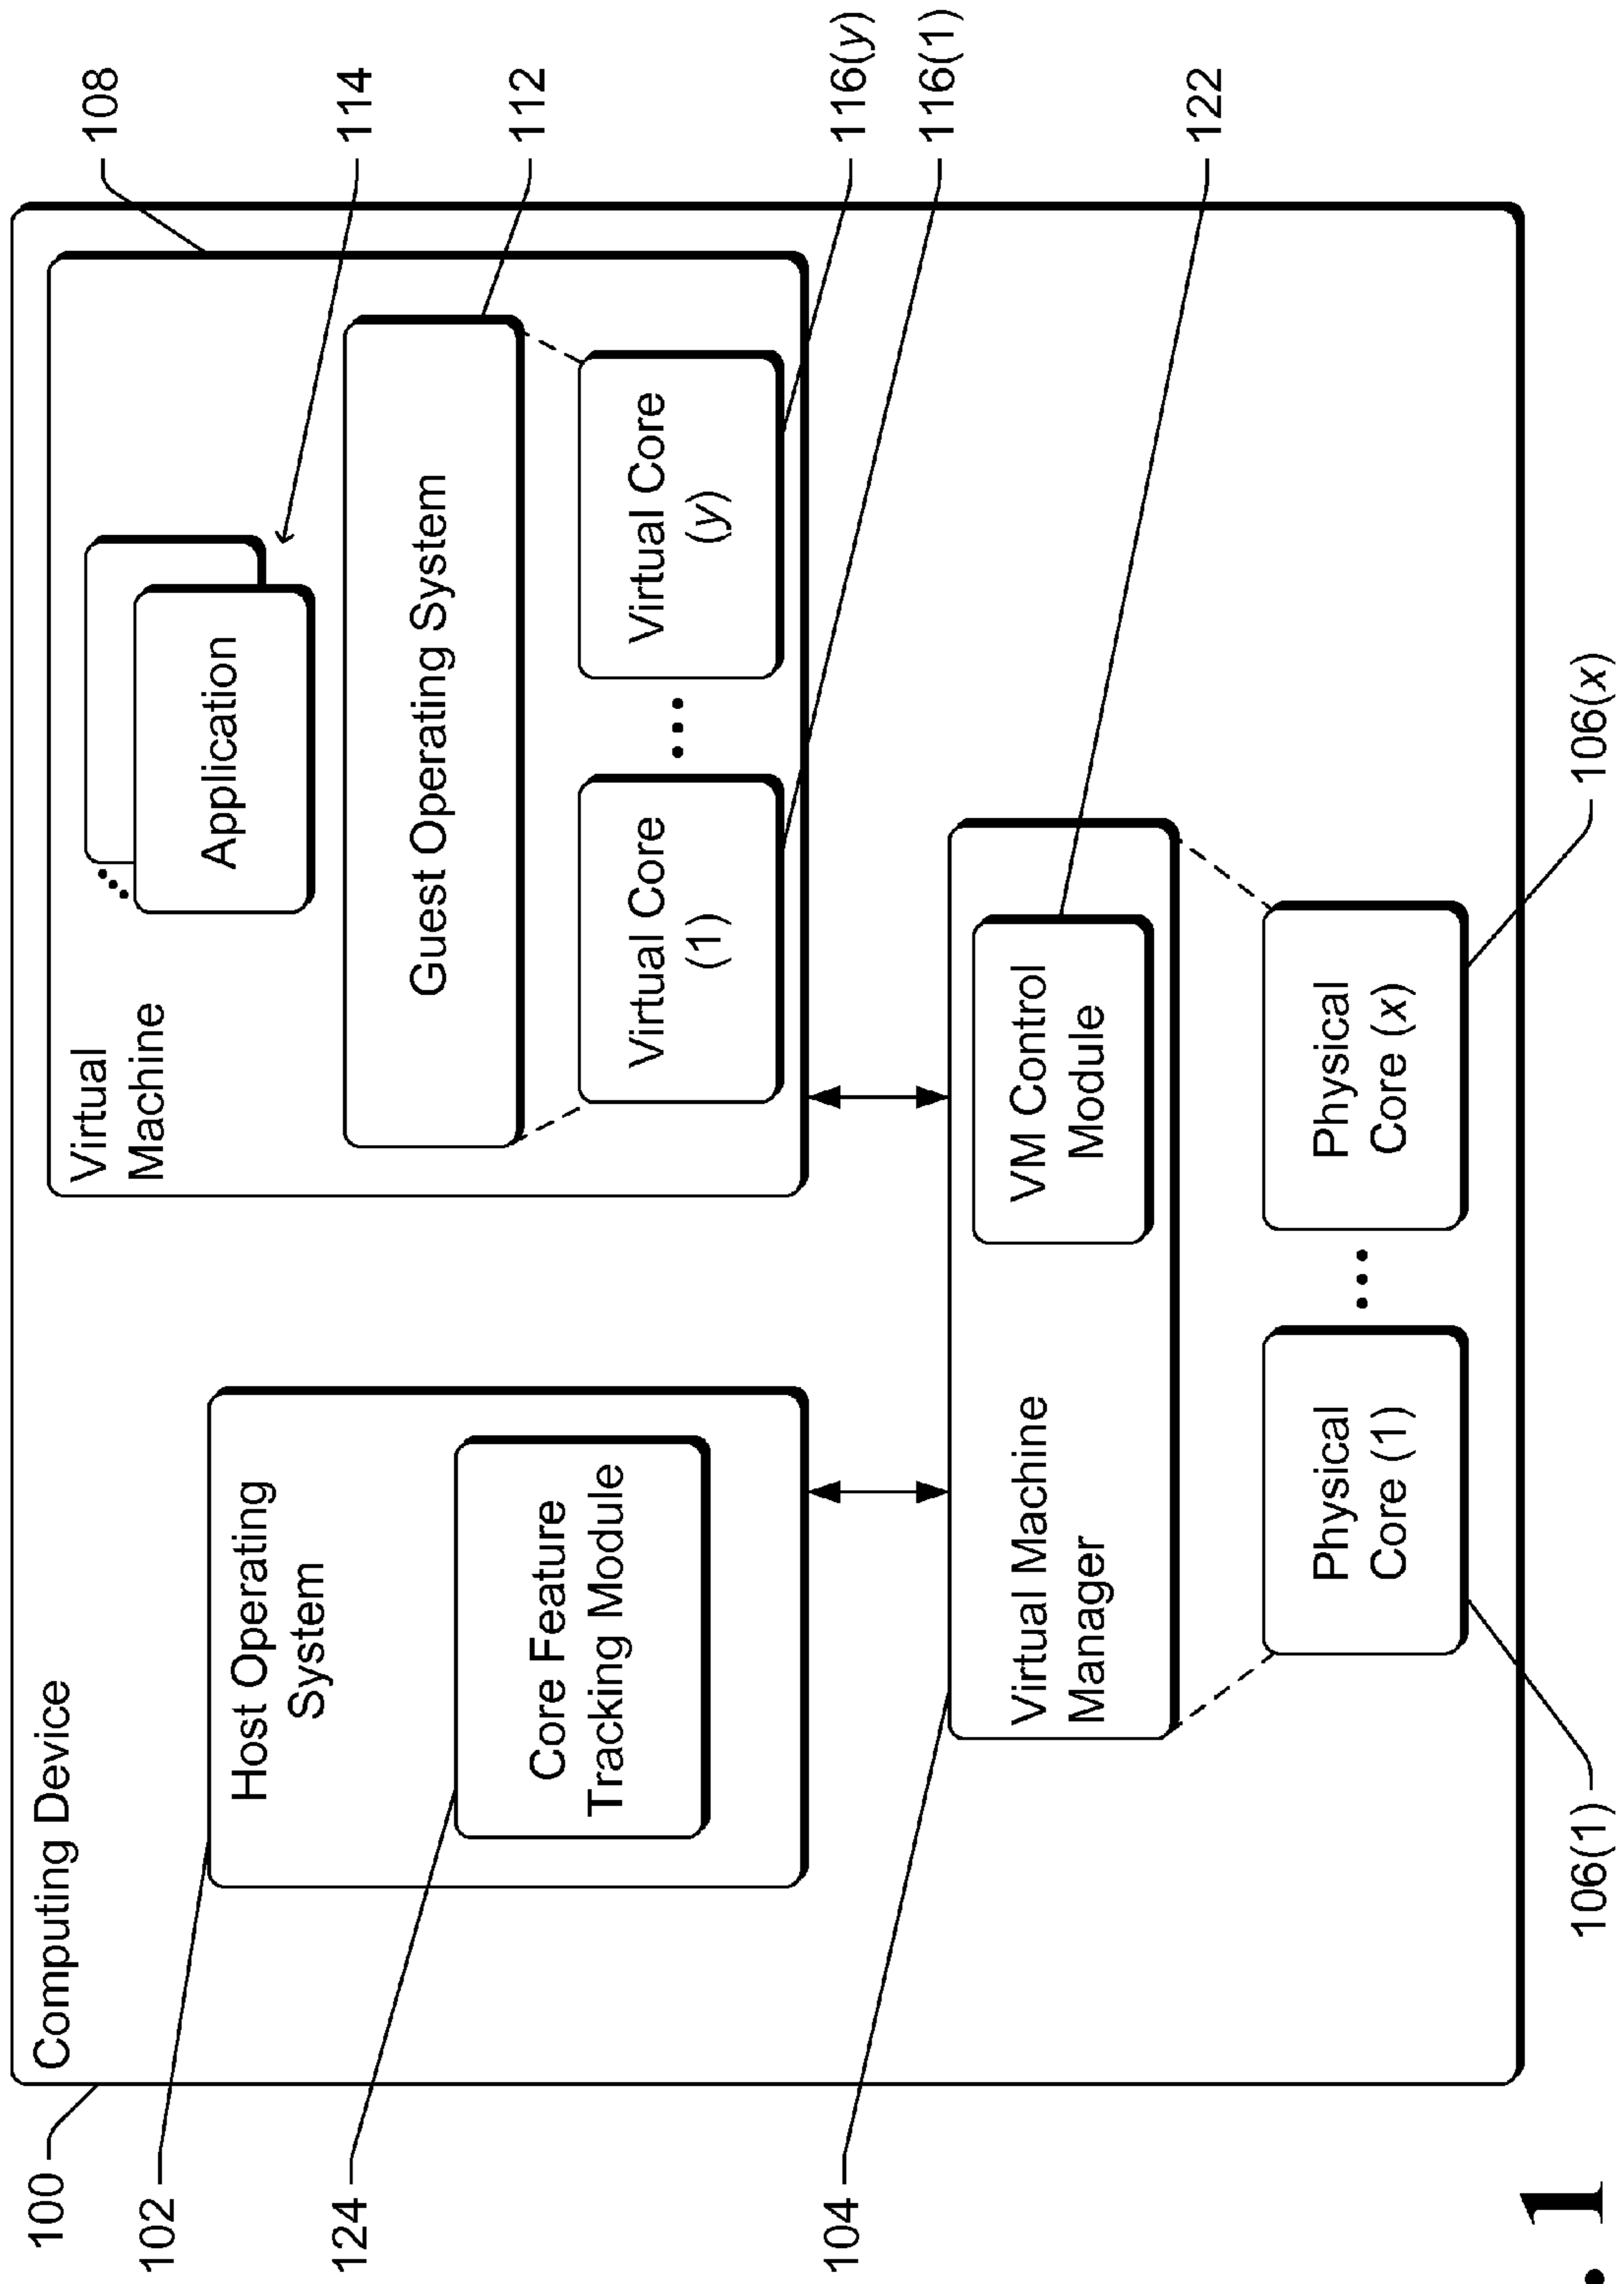 Computing Device
100
102
124
104
Host Operating
System
Core Feature
Tracking Module
Virtual
Machine
Application
Guest Operating System
Virtual Core
(1)
...
Virtual Core
(y)
108
114
112
116(y)
116(1)
122
Virtual Machine
Manager
VM Control
Module
Physical
Core (1)
...
Physical
Core (x)
106(1)
106(x)
. 1